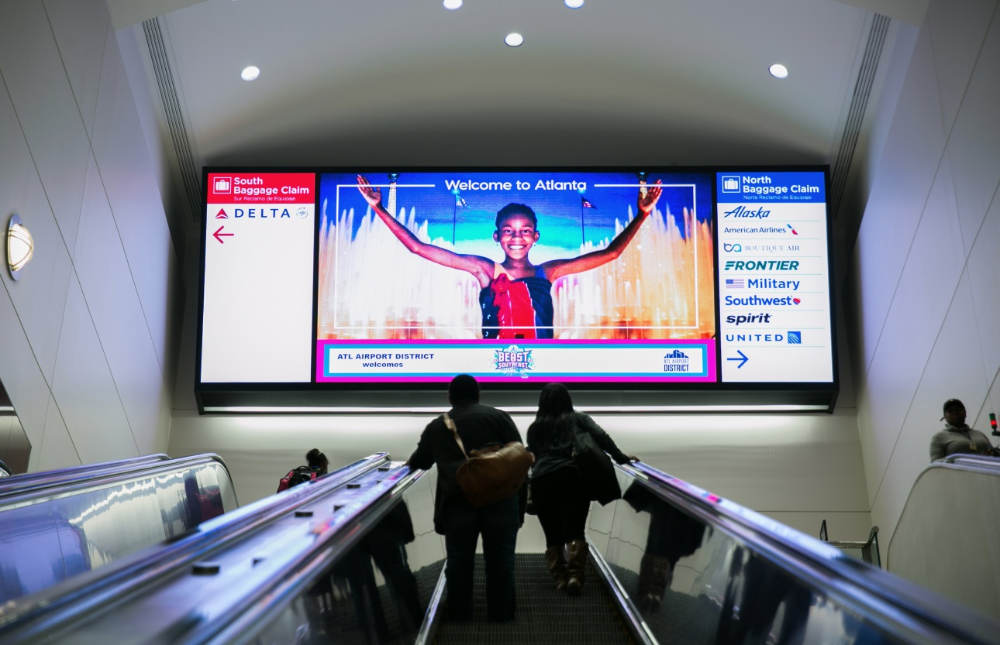 South
Baggage Claim
Sur Reclamo de Equipaje
DELTA
Welcome to Atlanta
ATL AIRPORT DISTRICT
welcomes
BEAST
SOUTHEAST
ATL AIRPORT
DISTRICT
North
Baggage Claim
Norte Reclamo de Equipaje
Alaska
American Airlines
BOUTIQUE AIR
FRONTIER
Military
Southwest
spirit
UNITED